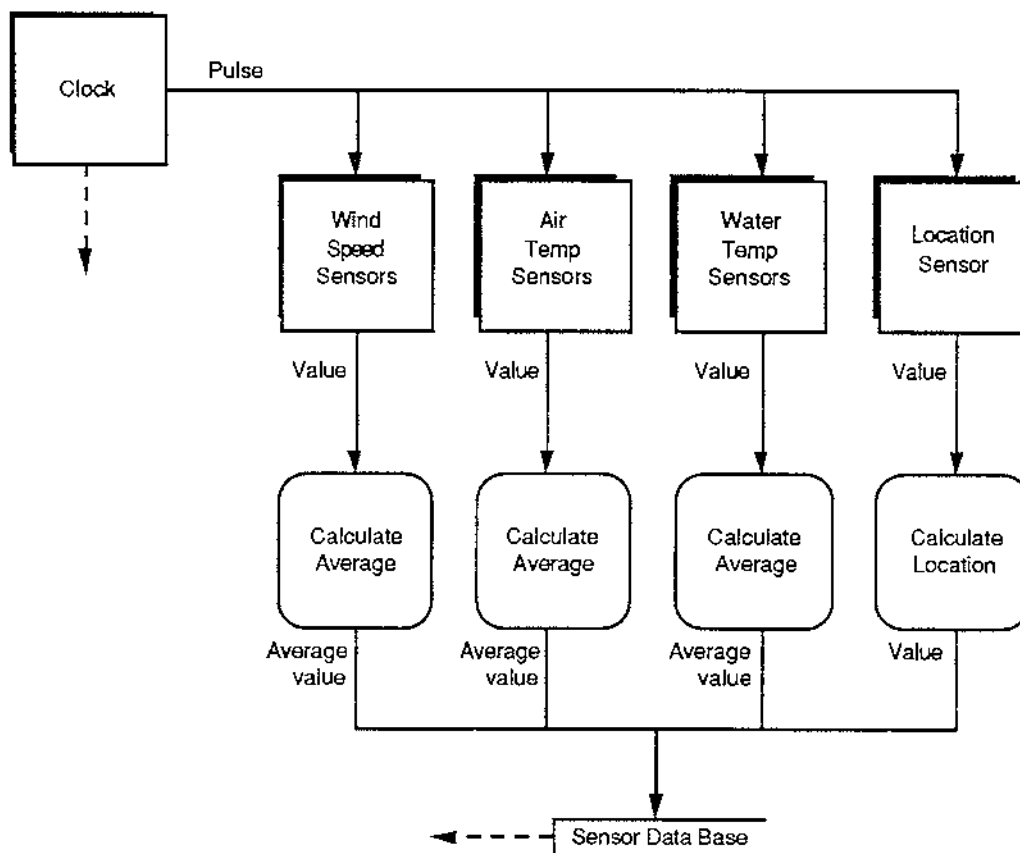 Clock
Pulse
Wind
Speed
Sensors
Air
Temp
Sensors
Water
Temp
Sensors
Location
Sensor
Value
Value
Value
Value
Calculate
Average
Calculate
Average
Calculate
Average
Calculate
Location
Average
value
Average
value
Average
value
Value
Sensor Data Base